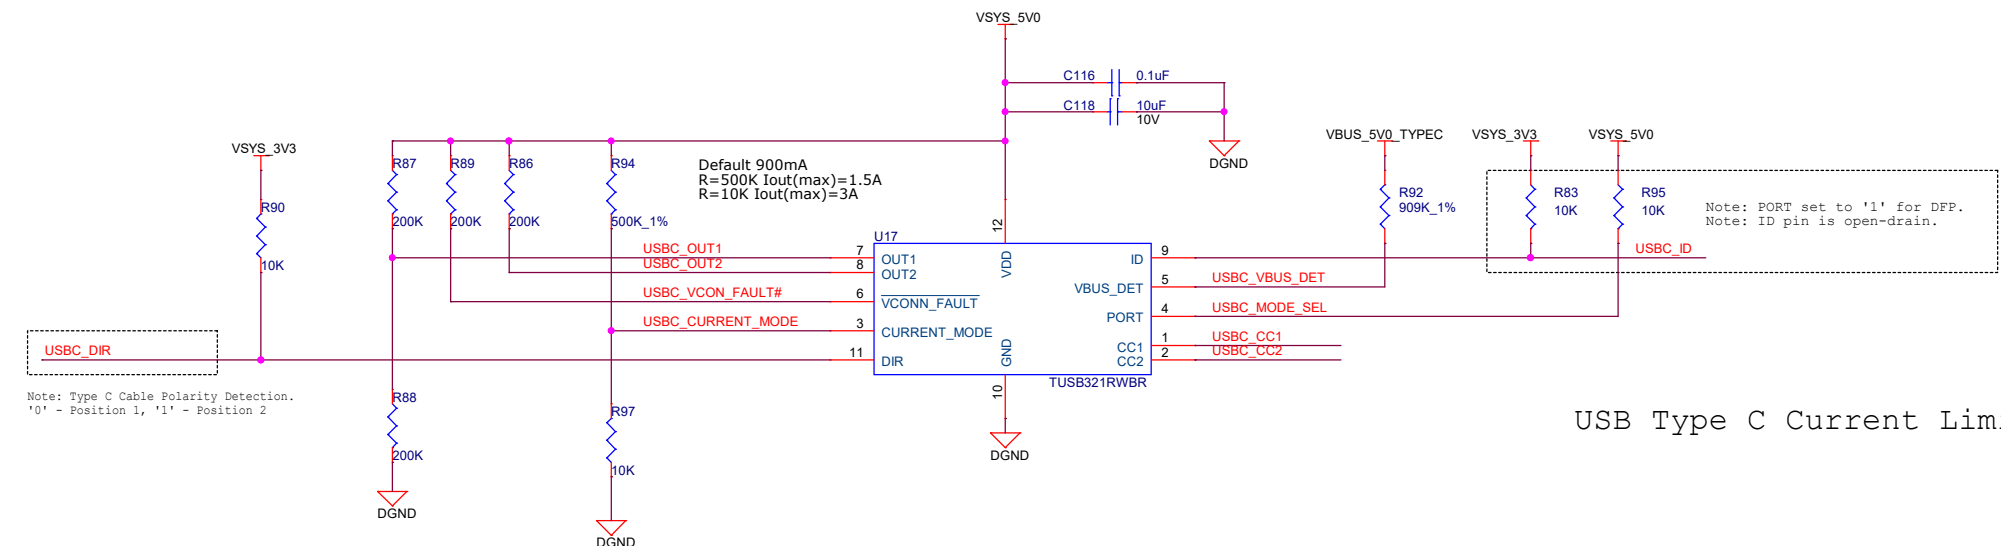 VSYS_5V0
C116 0.1uF
C118 10uF
10V
DGND
VSYS_3V3
VBUS_5V0_TYPEC
VSYS_3V3
VSYS_5V0
R87
R89
R86
R94
200K
200K
200K
500K_1%
Default 900mA
R=500K Iout(max)=1.5A
R=10K Iout(max)=3A
R90
10K
R92
909K_1%
R83
10K
R95
10K
Note: PORT set to '1' for DFP.
Note: ID pin is open-drain.
U17
12
VDD
USBC_OUT1 7 OUT1
USBC_OUT2 8 OUT2
USBC_VCON_FAULT# 6 VCONN_FAULT
USBC_CURRENT_MODE 3 CURRENT_MODE
USBC_DIR
11 DIR
ID 9 USBC_ID
VBUS_DET 5 USBC_VBUS_DET
PORT 4 USBC_MODE_SEL
CC1 1 USBC_CC1
CC2 2 USBC_CC2
GND
10
TUSB321RWBR
DGND
Note: Type C Cable Polarity Detection.
'0' - Position 1, '1' - Position 2
R88
200K
DGND
R97
10K
DGND
USB Type C Current Lim